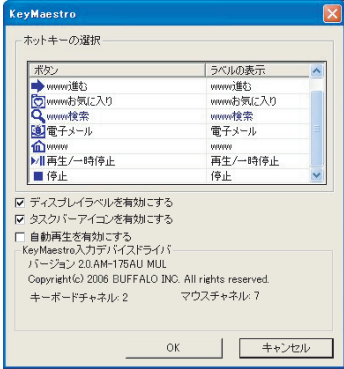 KeyMaestro
ホットキーの選択
ボタン ラベルの表示
www進む www進む
wwwお気に入り wwwお気に入り
www検索 www検索
電子メール 電子メール
www www
再生/一時停止 再生/一時停止
停止 停止
ディスプレイラベルを有効にする
タスクバーアイコンを有効にする
自動再生を有効にする
KeyMaestro入力デバイスドライバ
バージョン 2.0.AM-175AU MUL
Copyright(c) 2006 BUFFALO INC. All rights reserved.
キーボードチャネル: 2 マウスチャネル: 7
OK キャンセル